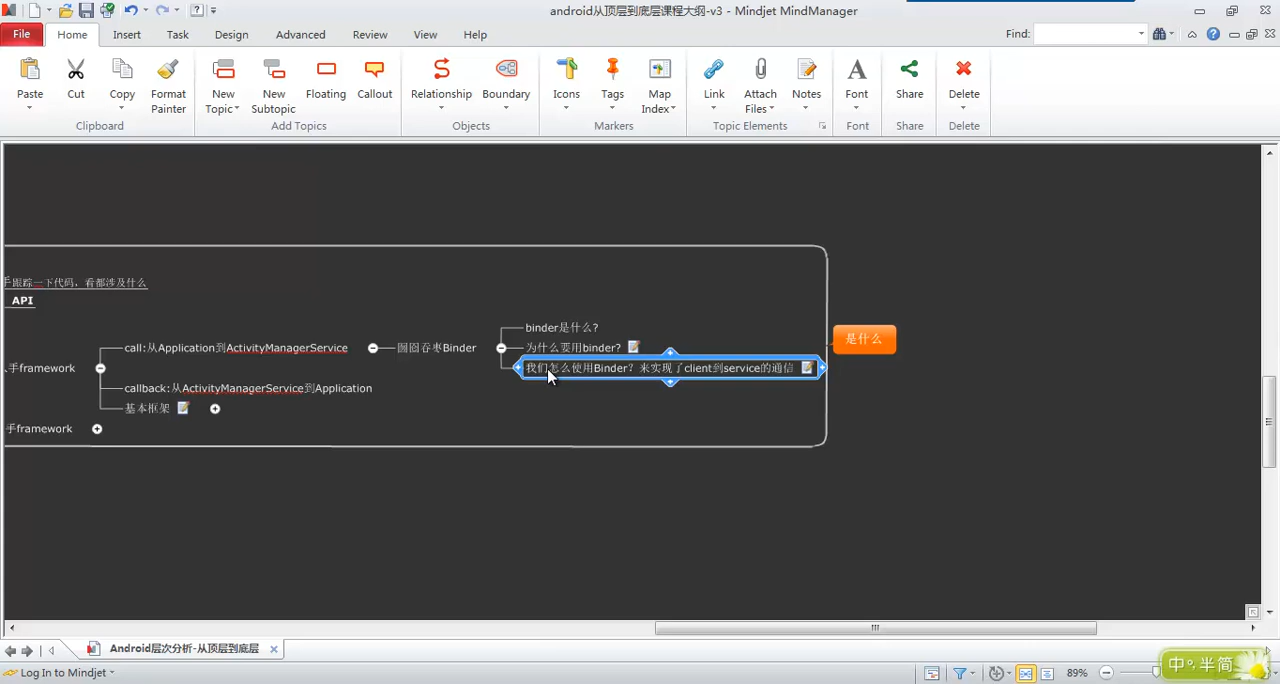 android从顶层到底层课程大纲-v3 - Mindjet MindManager
File Home Insert Task Design Advanced Review View Help Find:
Paste Cut Copy Format Painter New Topic New Subtopic Floating Callout Relationship Boundary Icons Tags Map Index Link Attach Files Notes Font Share Delete
Clipboard Add Topics Objects Markers Topic Elements Font Share Delete
手跟踪一下代码，看都涉及什么
API
binder是什么?
是什么
call:从Application到ActivityManagerService
囫囵吞枣Binder
为什么要用binder?
手framework
我们怎么使用Binder? 来实现了client到service的通信
callback:从ActivityManagerService到Application
基本框架
手framework
Android层次分析-从顶层到底层
Log In to Mindjet
89%
中 半 简